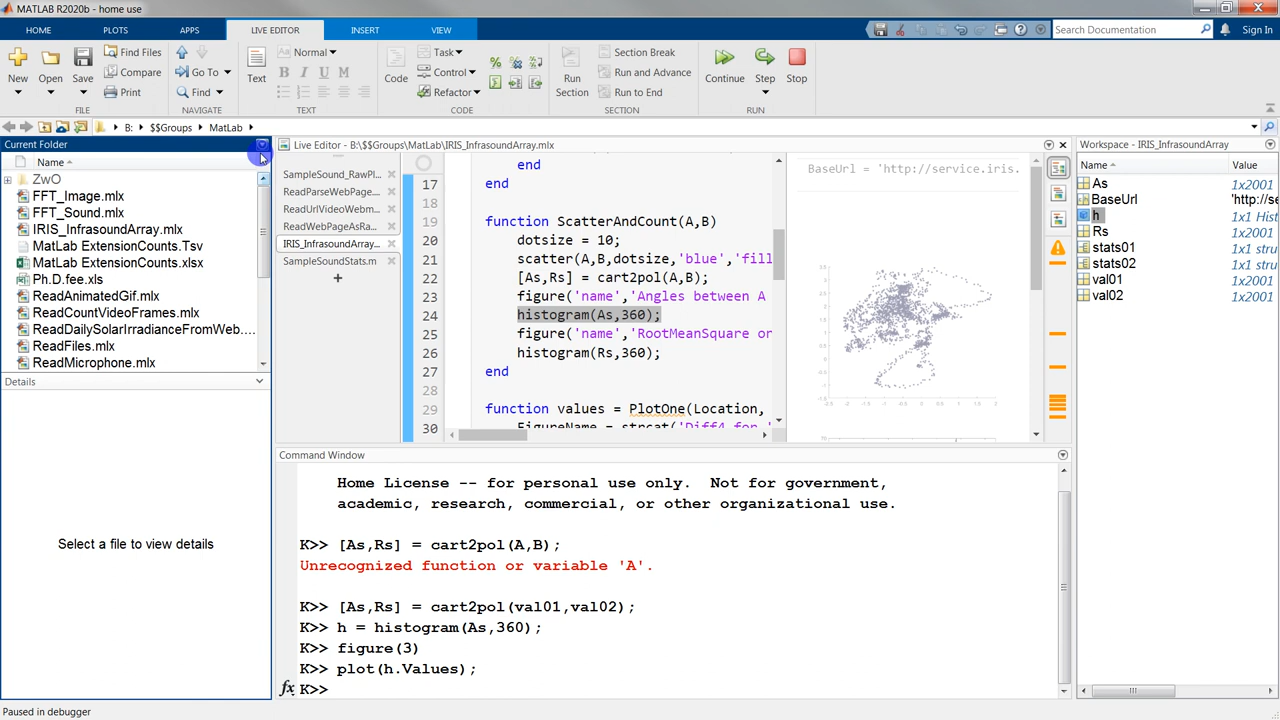 MATLAB R2020b - home use
HOME
PLOTS
APPS
LIVE EDITOR
INSERT
VIEW
Search Documentation
Sign In
New
Open
Save
Find Files
Compare
Print
Go To
Find
Text
Normal
B I U M
Code
Task
Control
Refactor
Run Section
Section Break
Run and Advance
Run to End
Continue
Step
Stop
FILE
NAVIGATE
TEXT
CODE
SECTION
RUN
B: ▸ $$Groups ▸ MatLab ▸
Current Folder
Name
ZwO
FFT_Image.mlx
FFT_Sound.mlx
IRIS_InfrasoundArray.mlx
MatLab ExtensionCounts.Tsv
MatLab ExtensionCounts.xlsx
Ph.D.fee.xls
ReadAnimatedGif.mlx
ReadCountVideoFrames.mlx
ReadDailySolarIrradianceFromWeb....
ReadFiles.mlx
ReadMicrophone.mlx
Details
Select a file to view details
Live Editor - B:\$$Groups\MatLab\IRIS_InfrasoundArray.mlx
SampleSound_RawPl...
ReadParseWebPage...
ReadUrlVideoWebm...
ReadWebPageAsRa...
IRIS_InfrasoundArray...
SampleSoundStats.m
+
end
17 end
18
19 function ScatterAndCount(A,B)
20 dotsize = 10;
21 scatter(A,B,dotsize,'blue','fill
22 [As,Rs] = cart2pol(A,B);
23 figure('name','Angles between A
24 histogram(As,360);
25 figure('name','RootMeanSquare or
26 histogram(Rs,360);
27 end
28
29 function values = PlotOne(Location,
30 FigureName = strcat('Diff4 for '
BaseUrl = 'http://service.iris.
Command Window
Home License -- for personal use only. Not for government,
academic, research, commercial, or other organizational use.
K>> [As,Rs] = cart2pol(A,B);
Unrecognized function or variable 'A'.
K>> [As,Rs] = cart2pol(val01,val02);
K>> h = histogram(As,360);
K>> figure(3)
K>> plot(h.Values);
fx K>>
Workspace - IRIS_InfrasoundArray
Name Value
As 1x2001
BaseUrl 'http://se
h 1x1 Hist
Rs 1x2001
stats01 1x1 stru
stats02 1x1 stru
val01 1x2001
val02 1x2001
Paused in debugger